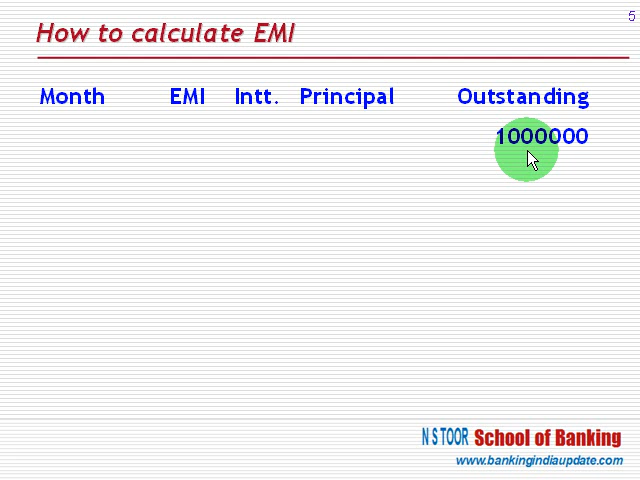 5
How to calculate EMI
Month EMI Intt. Principal Outstanding
1000000
N S TOOR School of Banking
www.bankingindiaupdate.com